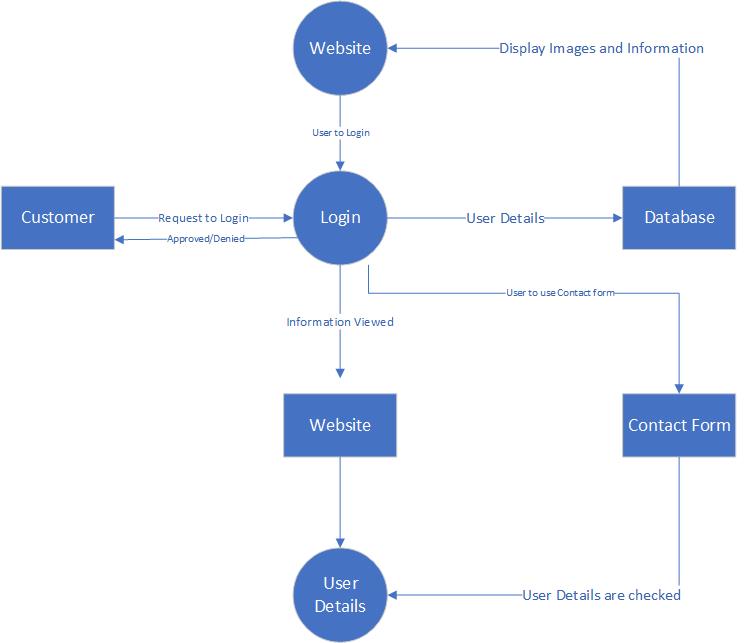 Website
Display Images and Information
User to Login
Customer
Request to Login
Login
User Details
Database
Approved/Denied
User to use Contact form
Information Viewed
Website
Contact Form
User
Details
User Details are checked